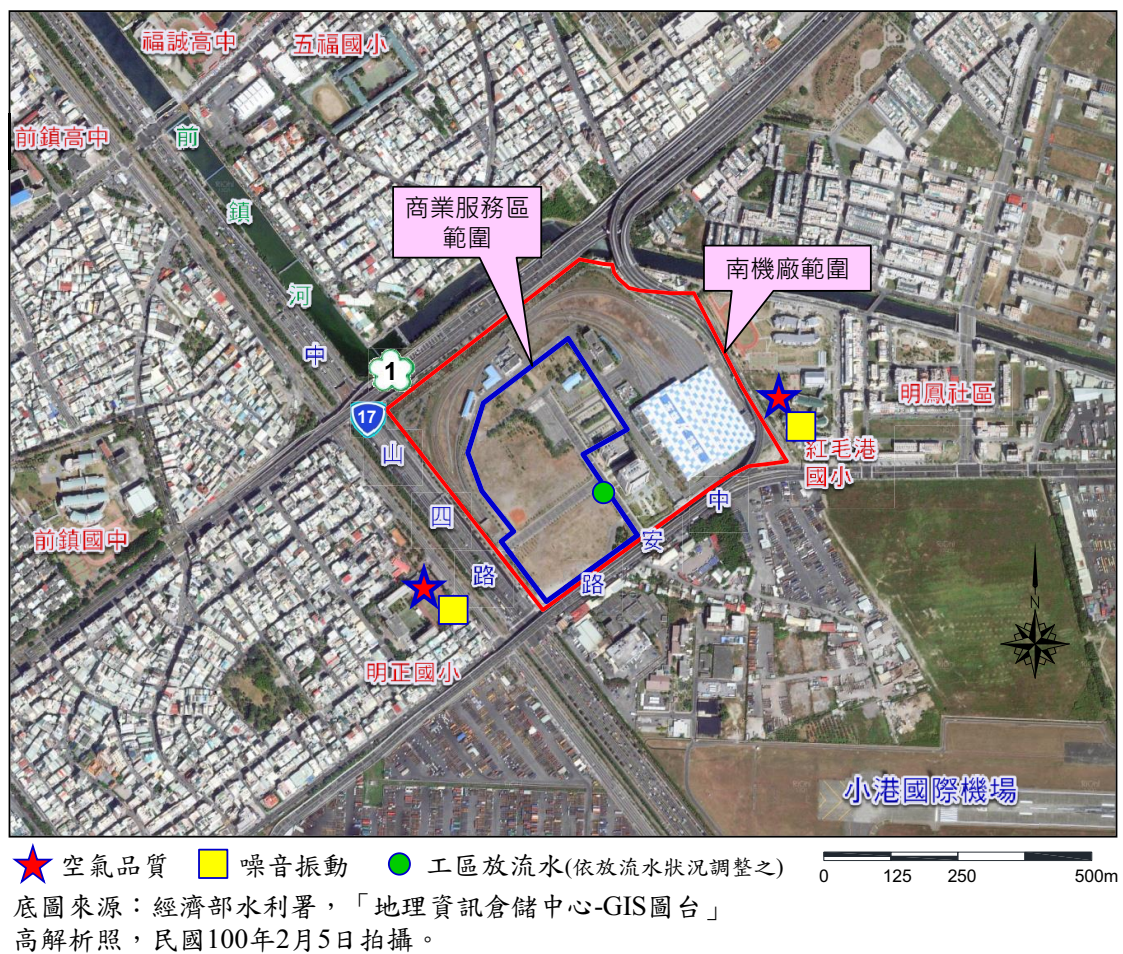 福誠高中
五福國小
前鎮高中
前
鎮
河
商業服務區
範圍
南機廠範圍
中
1
17
明鳳社區
山
紅毛港
國小
四
中
安
前鎮國中
路
路
N
明正國小
小港國際機場
空氣品質
噪音振動
工區放流水(依放流水狀況調整之)
0 125 250 500m
底圖來源：經濟部水利署，「地理資訊倉儲中心-GIS圖台」
高解析照，民國100年2月5日拍攝。